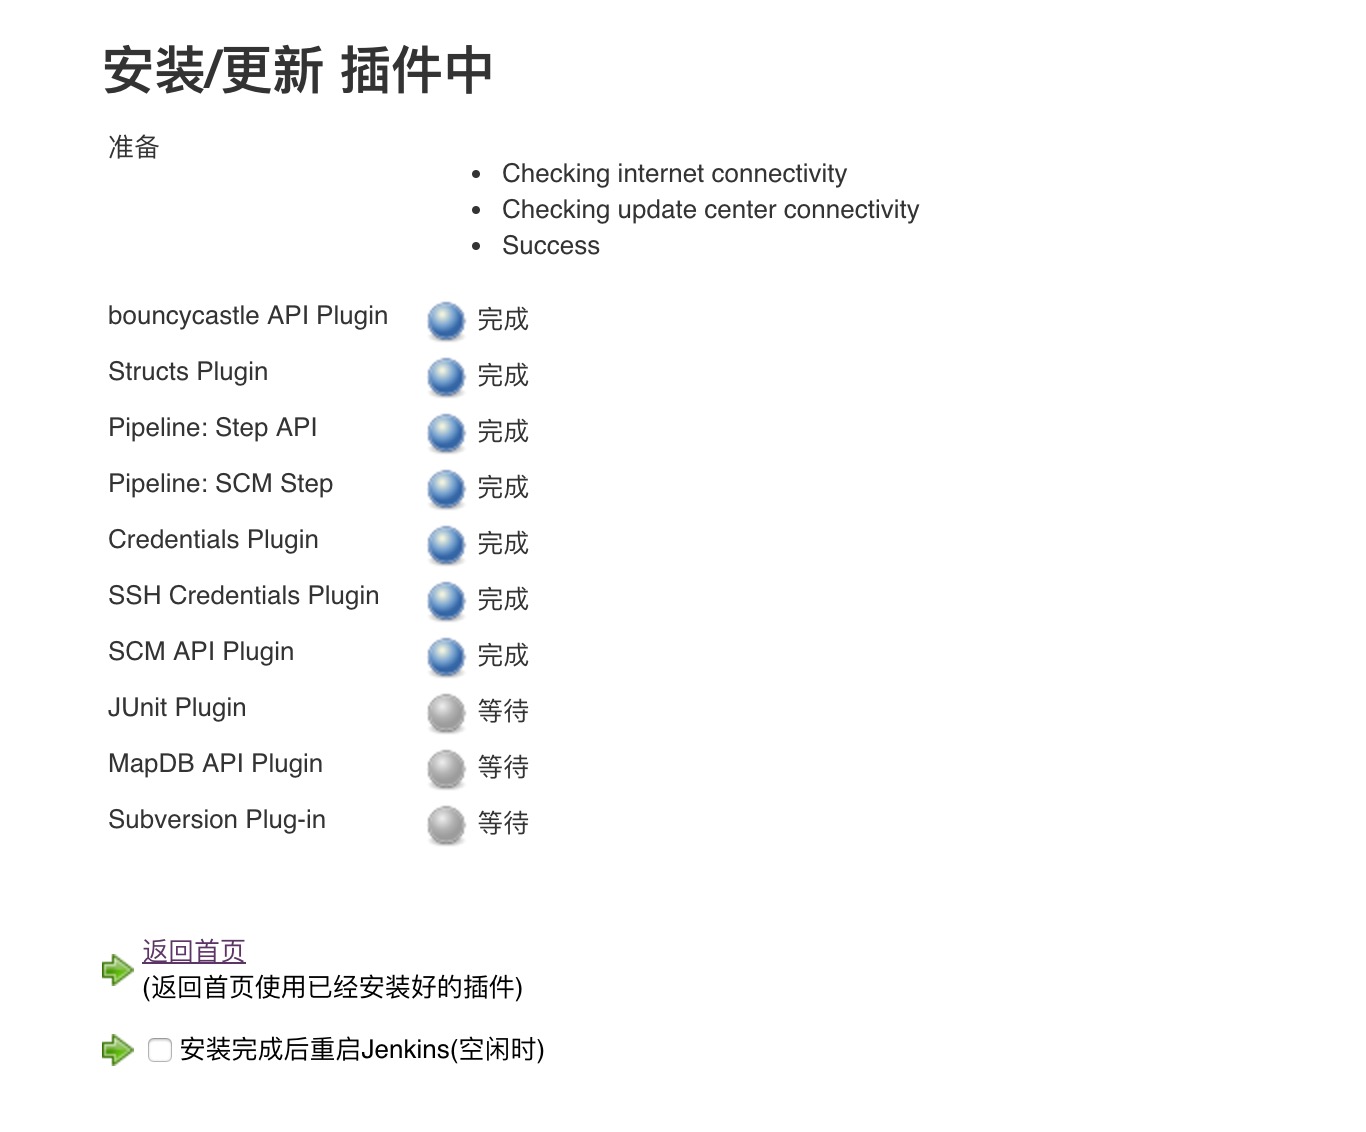 安装/更新 插件中
准备
Checking internet connectivity
Checking update center connectivity
Success
bouncycastle API Plugin 完成
Structs Plugin 完成
Pipeline: Step API 完成
Pipeline: SCM Step 完成
Credentials Plugin 完成
SSH Credentials Plugin 完成
SCM API Plugin 完成
JUnit Plugin 等待
MapDB API Plugin 等待
Subversion Plug-in 等待
返回首页
(返回首页使用已经安装好的插件)
安装完成后重启Jenkins(空闲时)